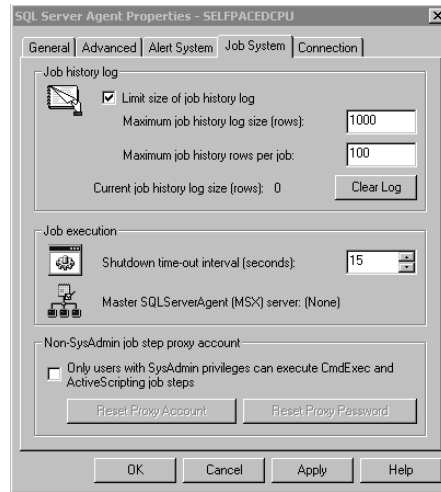 SQL Server Agent Properties - SELFPACEDCPU
General Advanced Alert System Job System Connection
Job history log
Limit size of job history log
Maximum job history log size (rows): 1000
Maximum job history rows per job: 100
Current job history log size (rows): 0 Clear Log
Job execution
Shutdown time-out interval (seconds): 15
Master SQLServerAgent (MSX) server: (None)
Non-SysAdmin job step proxy account
Only users with SysAdmin privileges can execute CmdExec and
ActiveScripting job steps
Reset Proxy Account Reset Proxy Password
OK Cancel Apply Help